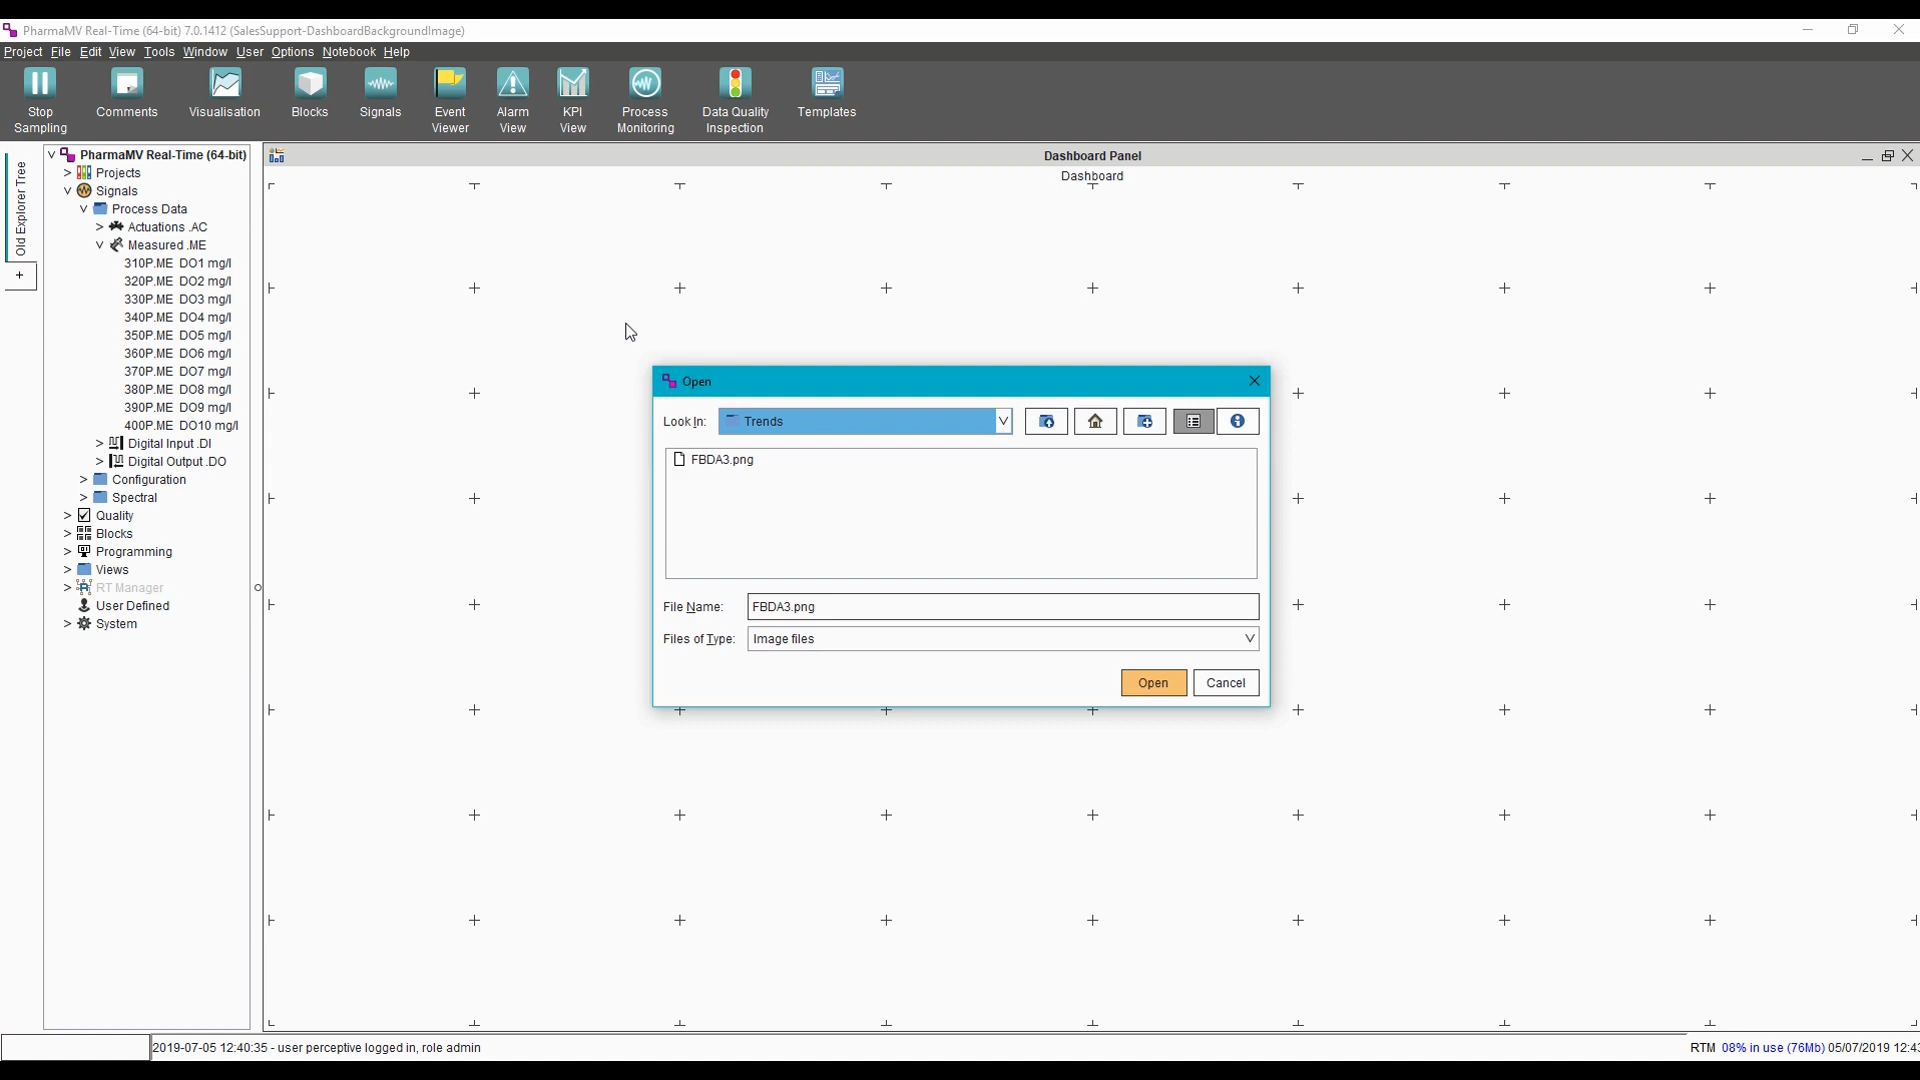 PharmaMV Real-Time (64-bit) 7.0.1412 (SalesSupport-DashboardBackgroundImage)
Project File Edit View Tools Window User Options Notebook Help
Stop Sampling
Comments
Visualisation
Blocks
Signals
Event Viewer
Alarm View
KPI View
Process Monitoring
Data Quality Inspection
Templates
Old Explorer Tree
+
PharmaMV Real-Time (64-bit)
Projects
Signals
Process Data
Actuations .AC
Measured .ME
310P.ME DO1 mg/l
320P.ME DO2 mg/l
330P.ME DO3 mg/l
340P.ME DO4 mg/l
350P.ME DO5 mg/l
360P.ME DO6 mg/l
370P.ME DO7 mg/l
380P.ME DO8 mg/l
390P.ME DO9 mg/l
400P.ME DO10 mg/l
Digital Input .DI
Digital Output .DO
Configuration
Spectral
Quality
Blocks
Programming
Views
RT Manager
User Defined
System
Dashboard Panel
Dashboard
Open
Look In: Trends
FBDA3.png
File Name: FBDA3.png
Files of Type: Image files
Open Cancel
2019-07-05 12:40:35 - user perceptive logged in, role admin
RTM 08% in use (76Mb) 05/07/2019 12:43